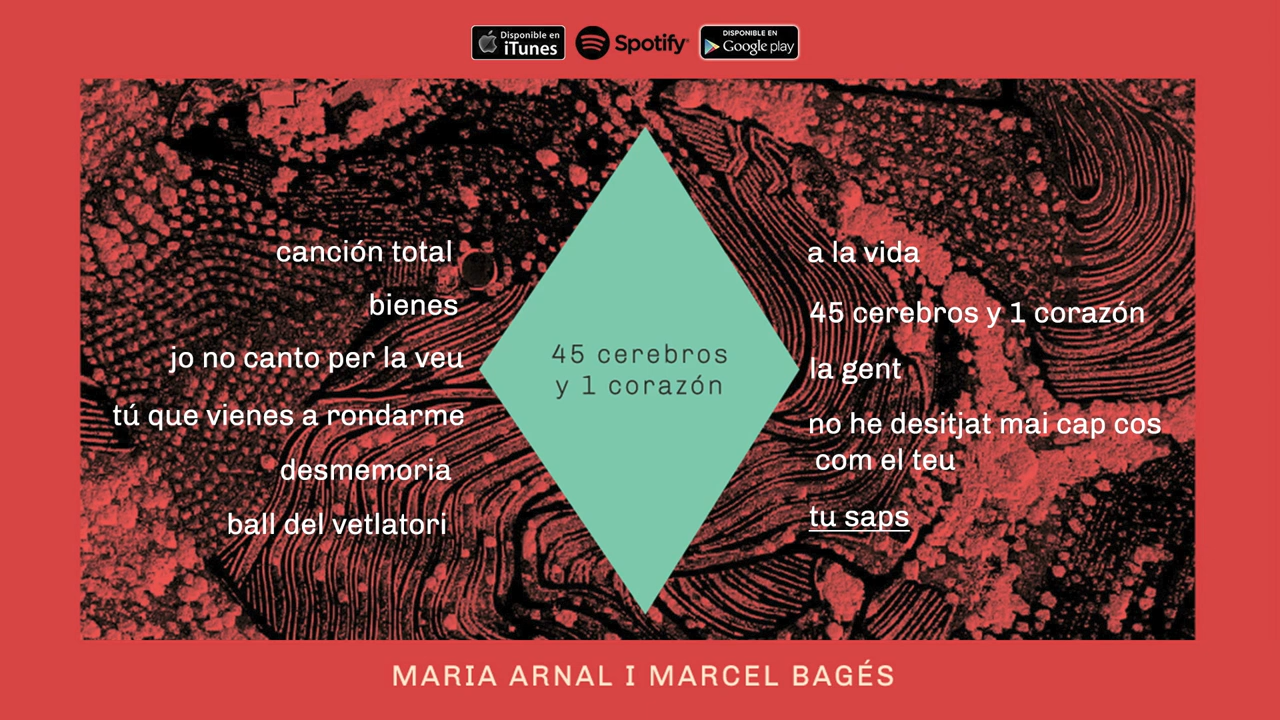 Disponible en
iTunes
Spotify
DISPONIBLE EN
Google play
canción total
bienes
jo no canto per la veu
tú que vienes a rondarme
desmemoria
ball del vetlatori
45 cerebros
y 1 corazón
a la vida
45 cerebros y 1 corazón
la gent
no he desitjat mai cap cos
com el teu
tu saps
MARIA ARNAL I MARCEL BAGÉS